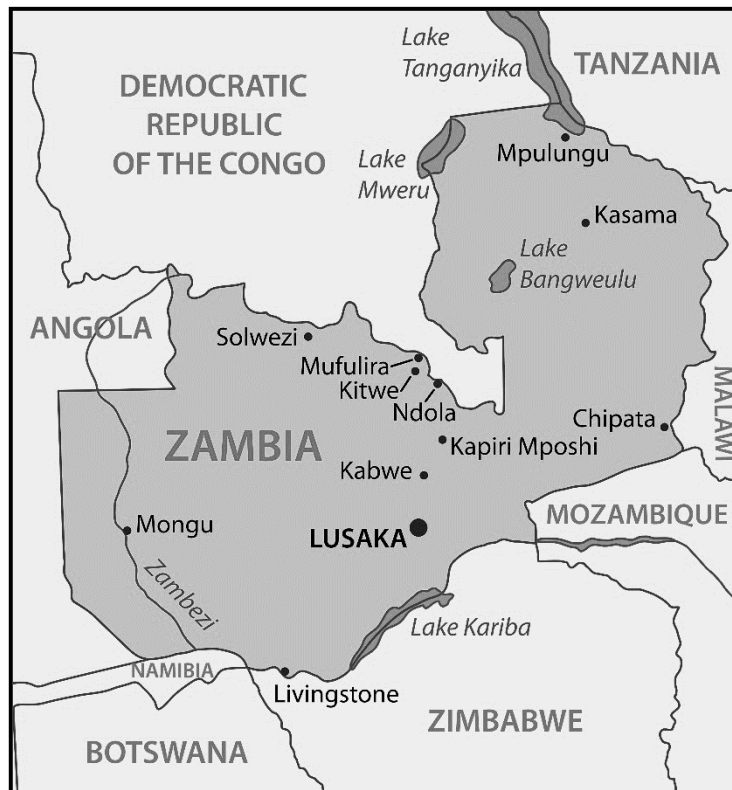 Lake
Tanganyika
TANZANIA
DEMOCRATIC
REPUBLIC
OF THE CONGO
Lake
Mweru
Mpulungu
Kasama
Lake
Bangweulu
ANGOLA
Solwezi
Mufulira
Kitwe
Ndola
MALAWI
Chipata
ZAMBIA
Kapiri Mposhi
Kabwe
MOZAMBIQUE
Mongu
LUSAKA
Zambezi
Lake Kariba
NAMIBIA
Livingstone
ZIMBABWE
BOTSWANA